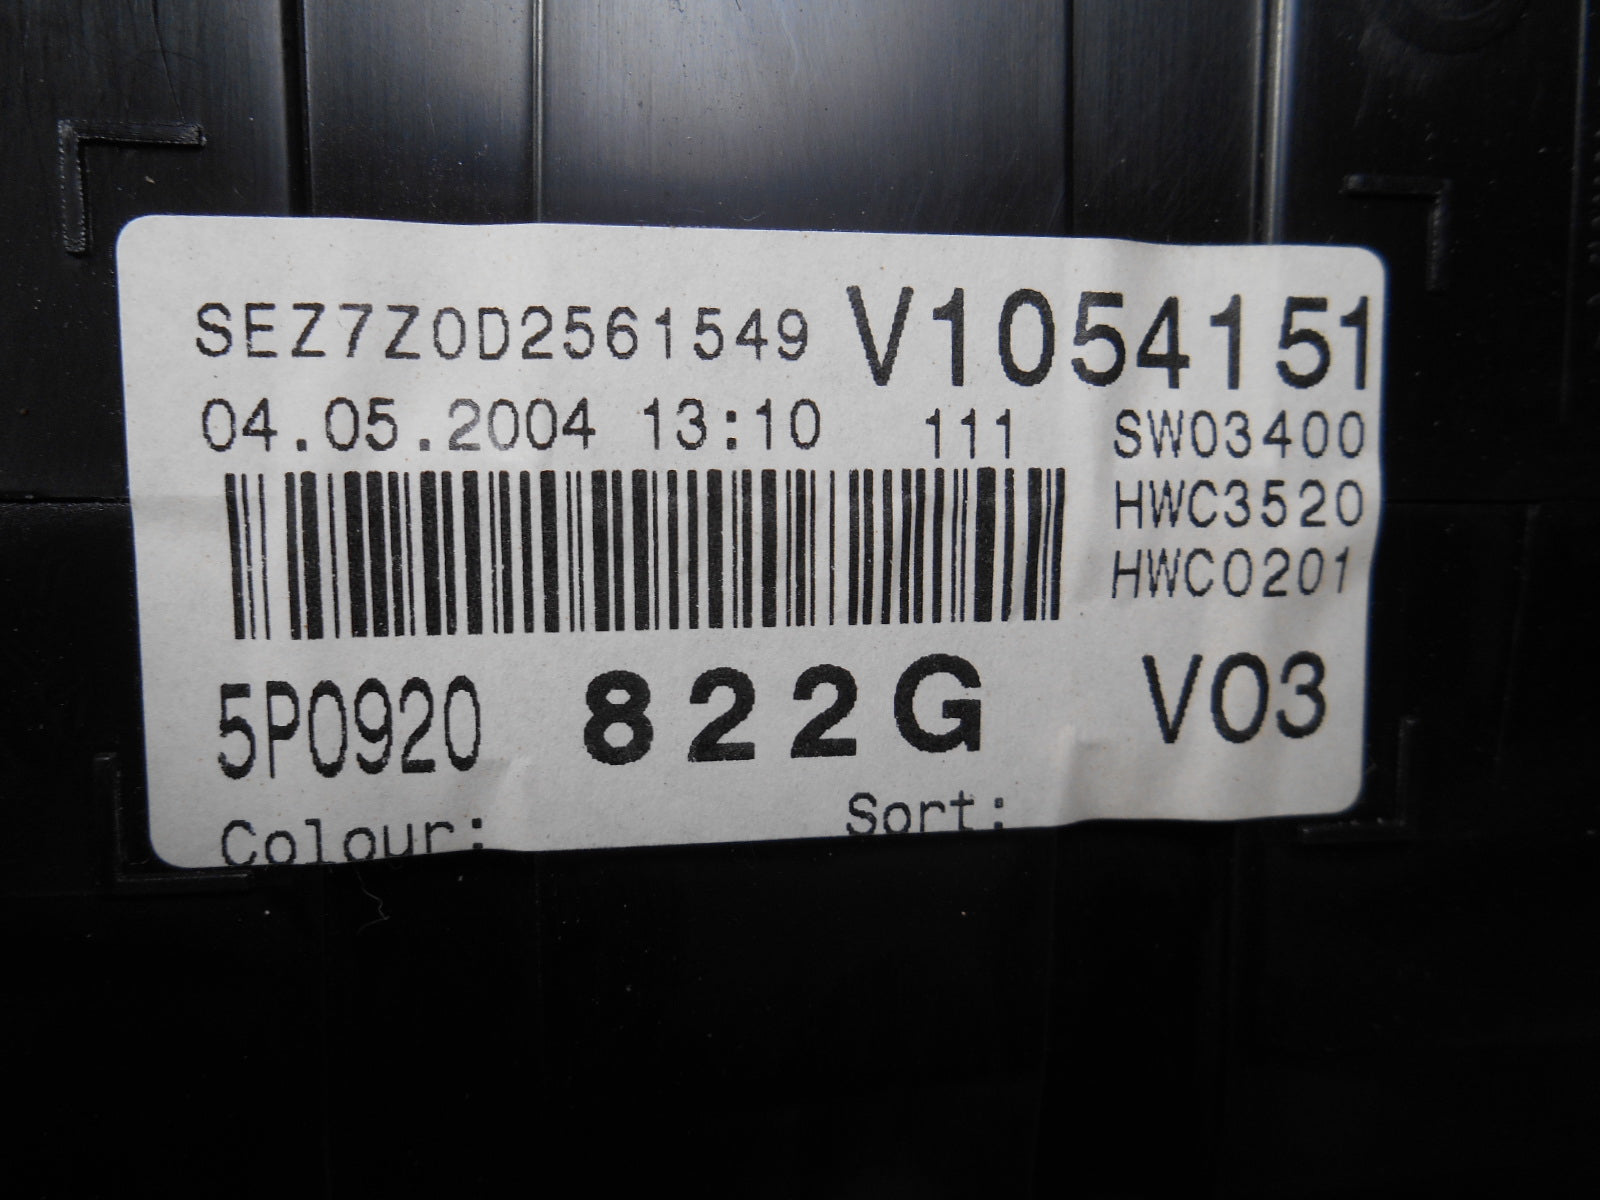 SEZ7Z0D2561549 V1054151
04.05.2004 13:10 111 SW03400
HWC3520
HWC0201
5P0920 822G V03
Colour: Sort: